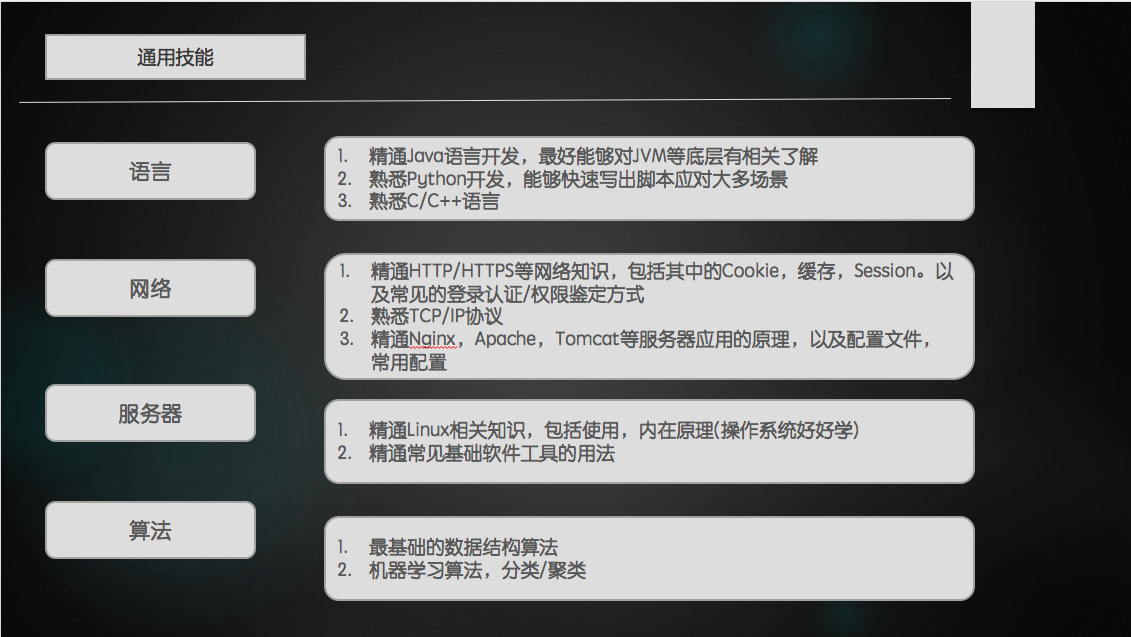 通用技能
语言
1. 精通Java语言开发，最好能够对JVM等底层有相关了解
2. 熟悉Python开发，能够快速写出脚本应对大多场景
3. 熟悉C/C++语言
网络
1. 精通HTTP/HTTPS等网络知识，包括其中的Cookie，缓存，Session。以
及常见的登录认证/权限鉴定方式
2. 熟悉TCP/IP协议
3. 精通Nginx，Apache，Tomcat等服务器应用的原理，以及配置文件，
常用配置
服务器
1. 精通Linux相关知识，包括使用，内在原理(操作系统好好学)
2. 精通常见基础软件工具的用法
算法
1. 最基础的数据结构算法
2. 机器学习算法，分类/聚类